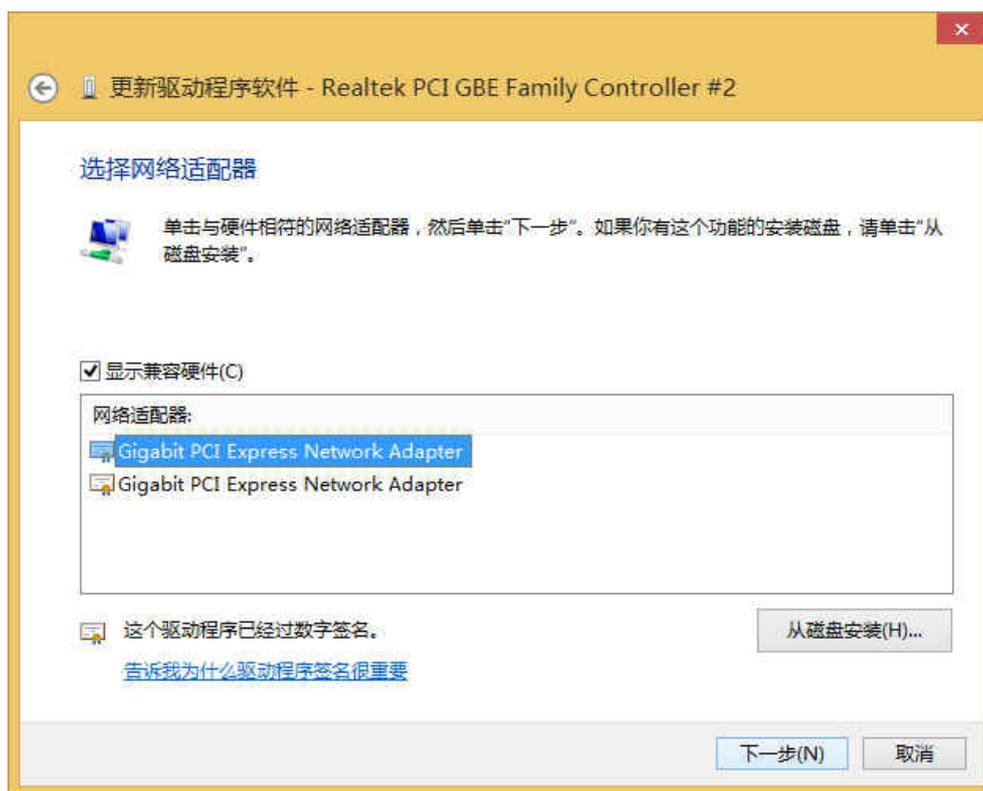 更新驱动程序软件 - Realtek PCI GBE Family Controller #2
选择网络适配器
单击与硬件相符的网络适配器，然后单击“下一步”。如果你有这个功能的安装磁盘，请单击“从
磁盘安装”。
显示兼容硬件(C)
网络适配器:
Gigabit PCI Express Network Adapter
Gigabit PCI Express Network Adapter
这个驱动程序已经过数字签名。
从磁盘安装(H)...
告诉我为什么驱动程序签名很重要
下一步(N)
取消